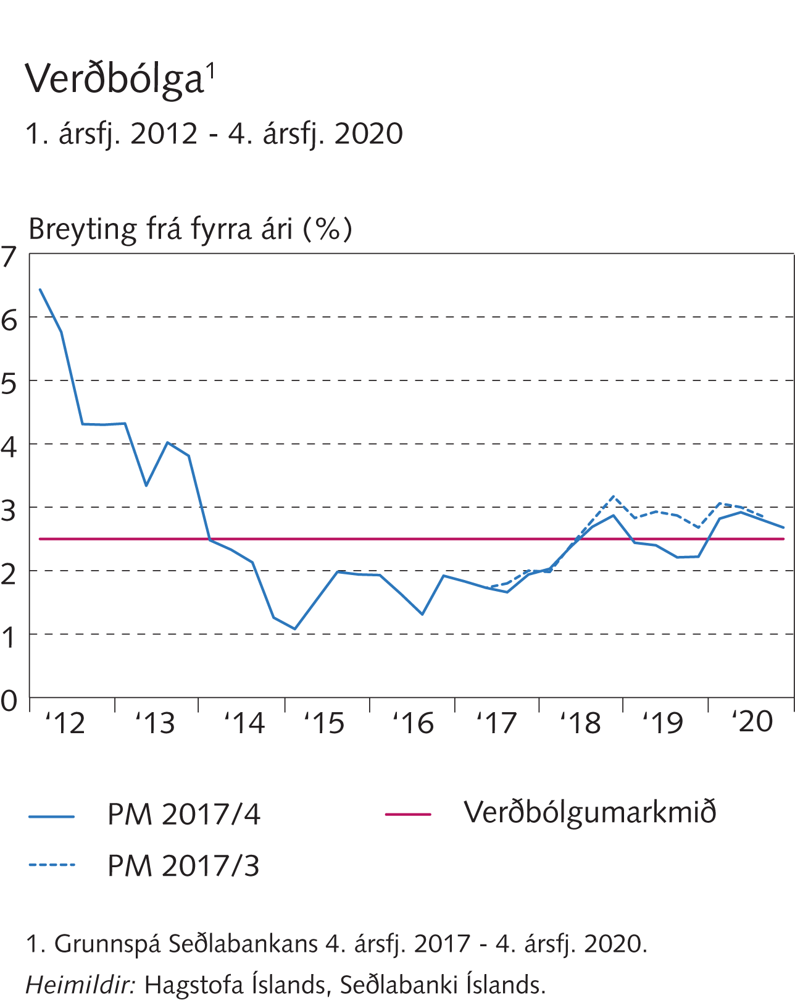 Verðbólga¹
1. ársfj. 2012 - 4. ársfj. 2020
Breyting frá fyrra ári (%)
7
6
5
4
3
2
1
0
‘12 ‘13 ‘14 ‘15 ‘16 ‘17 ‘18 ‘19 ‘20
PM 2017/4 Verðbólgumarkmið
PM 2017/3
1. Grunnspá Seðlabankans 4. ársfj. 2017 - 4. ársfj. 2020.
Heimildir: Hagstofa Íslands, Seðlabanki Íslands.